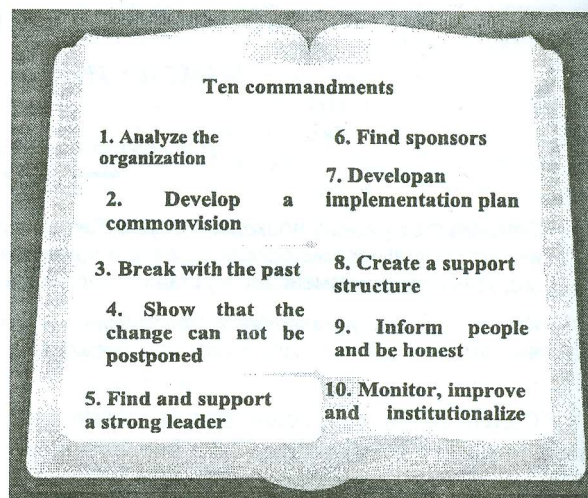 Ten commandments
1. Analyze the
organization
2. Develop a
commonvision
3. Break with the past
4. Show that the
change can not be
postponed
5. Find and support
a strong leader
6. Find sponsors
7. Developan
implementation plan
8. Create a support
structure
9. Inform people
and be honest
10. Monitor, improve
and institutionalize